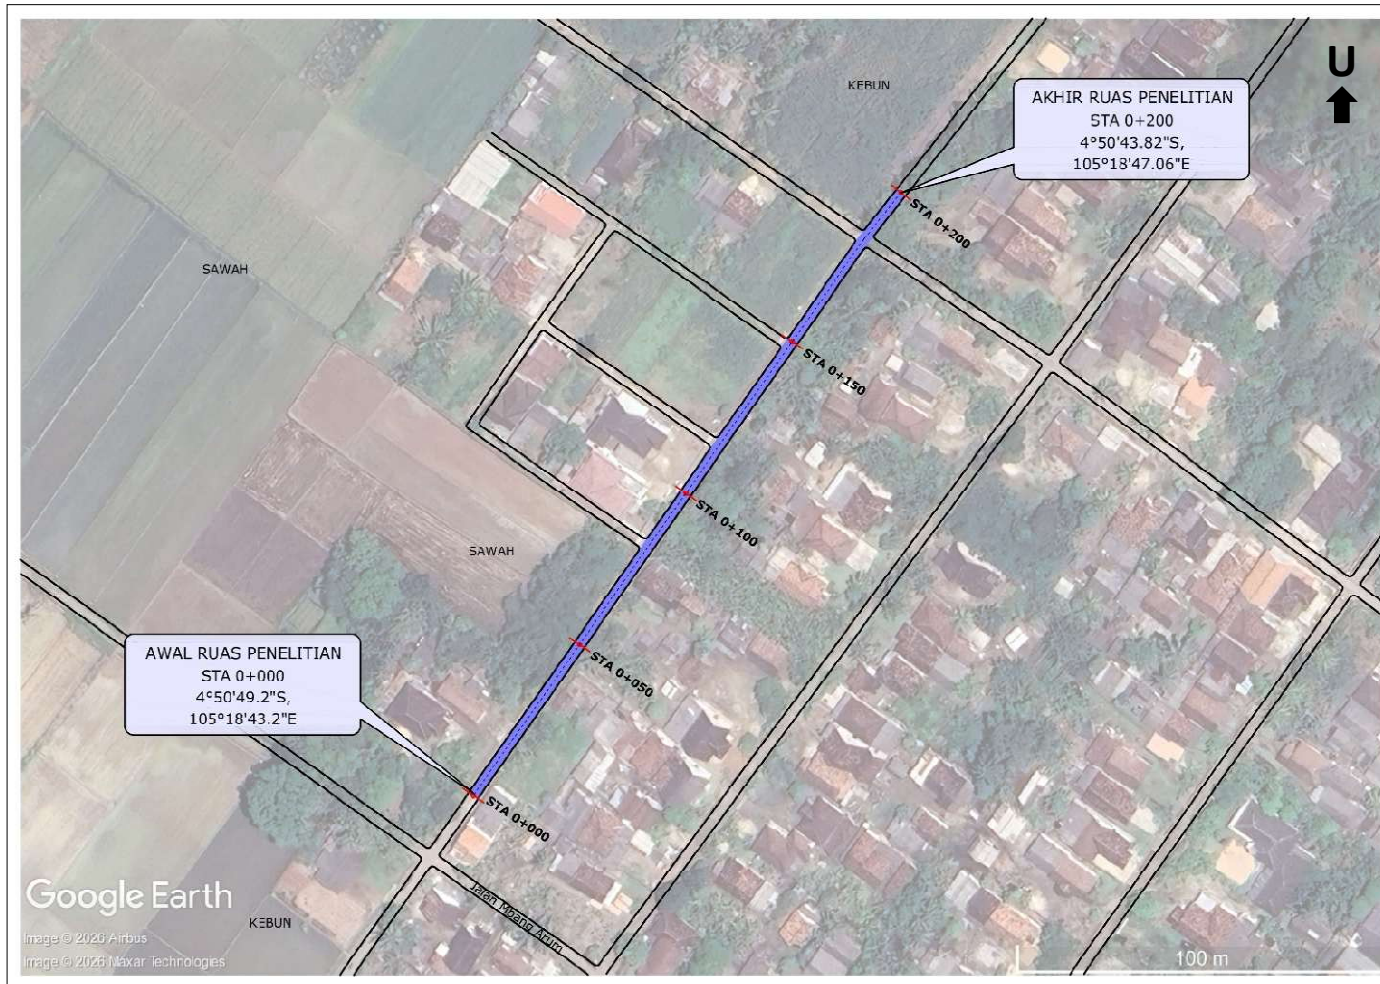 U
KEBUN
AKHIR RUAS PENELITIAN
STA 0+200
4°50'43.82"S,
105°18'47.06"E
STA 0+200
SAWAH
STA 0+150
STA 0+100
SAWAH
STA 0+050
AWAL RUAS PENELITIAN
STA 0+000
4°50'49.2"S,
105°18'43.2"E
STA 0+000
Jalan Mbang Arum
Google Earth
KEBUN
Image © 2026 Airbus
Image © 2026 Maxar Technologies
100 m